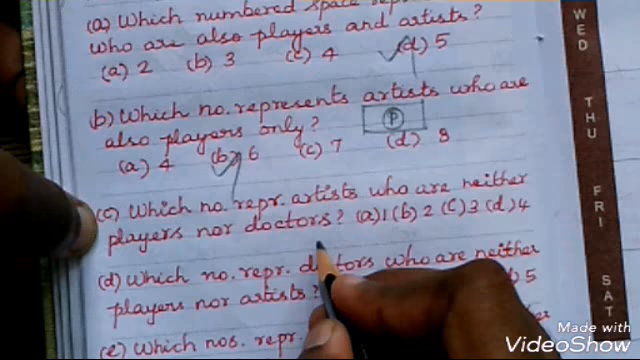 (a) Which numbered space
who are also players and artists?
(a) 2 (b) 3 (c) 4 (d) 5
(b) Which no. represents artists who are
also players only? P
(a) 4 (b) 6 (c) 7 (d) 8
(c) Which no. repr. artists who are neither
players nor doctors? (a) 1 (b) 2 (c) 3 (d) 4
(d) Which no. repr. doctors who are neither
players nor artists? 5
(e) Which nos. repr.
WED
THU
FRI
SAT
Made with
VideoShow